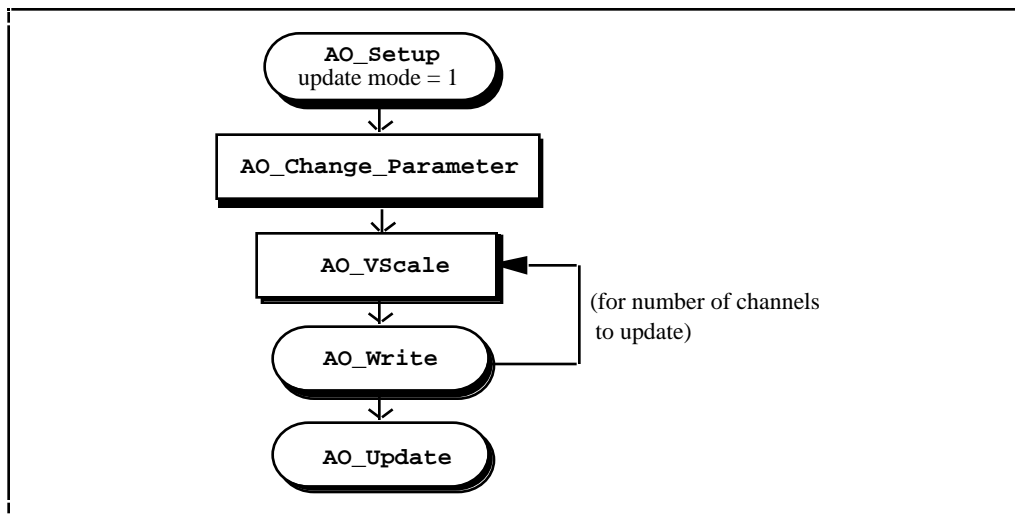 AO_Setup
update mode = 1
AO_Change_Parameter
AO_VScale
(for number of channels
to update)
AO_Write
AO_Update